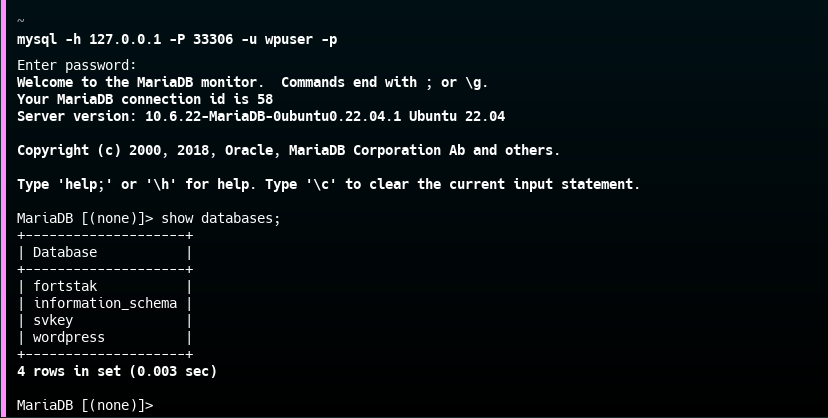 ~
mysql -h 127.0.0.1 -P 33306 -u wpuser -p
Enter password:
Welcome to the MariaDB monitor.  Commands end with ; or \g.
Your MariaDB connection id is 58
Server version: 10.6.22-MariaDB-0ubuntu0.22.04.1 Ubuntu 22.04

Copyright (c) 2000, 2018, Oracle, MariaDB Corporation Ab and others.

Type 'help;' or '\h' for help. Type '\c' to clear the current input statement.

MariaDB [(none)]> show databases;
+--------------------+
| Database           |
+--------------------+
| fortstak           |
| information_schema |
| svkey              |
| wordpress          |
+--------------------+
4 rows in set (0.003 sec)

MariaDB [(none)]>